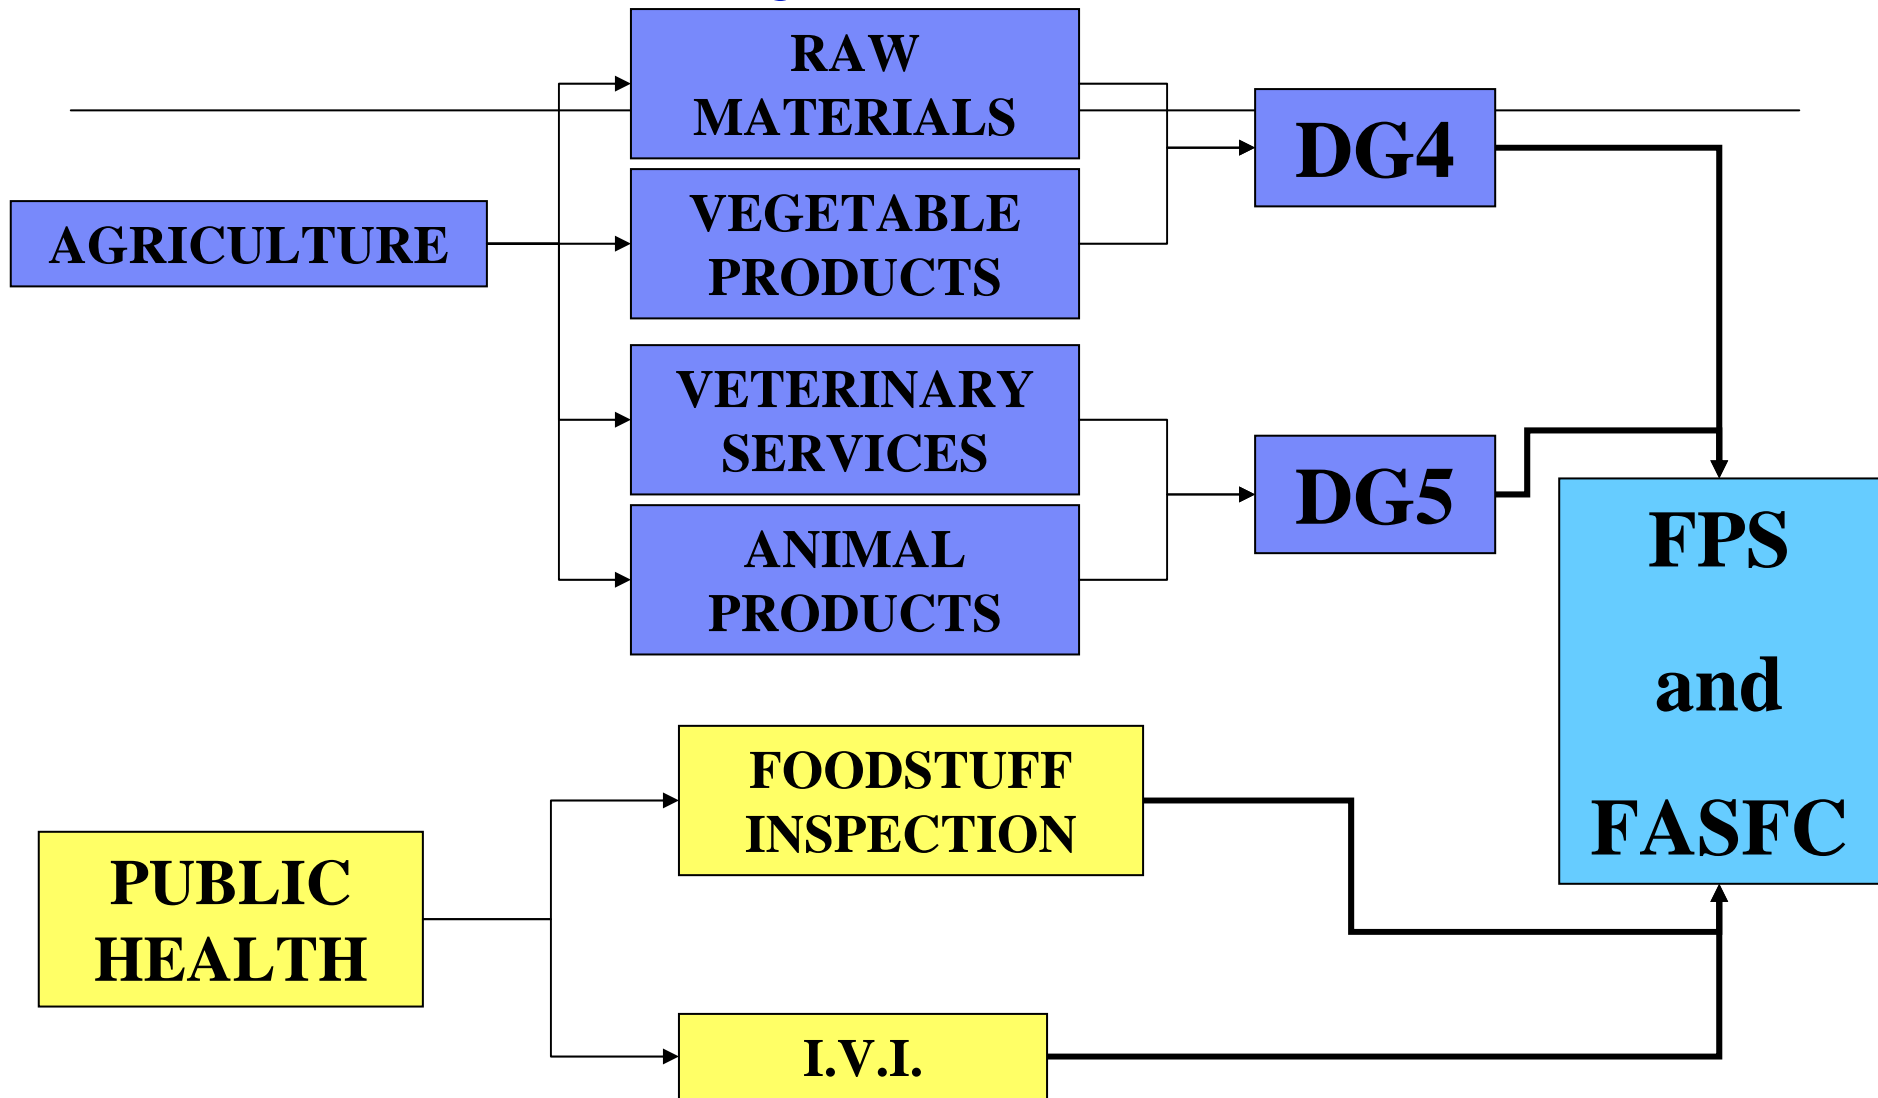 RAW
MATERIALS
DG4
AGRICULTURE
VEGETABLE
PRODUCTS
VETERINARY
SERVICES
DG5
ANIMAL
PRODUCTS
FPS
and
FASFC
FOODSTUFF
INSPECTION
PUBLIC
HEALTH
I.V.I.